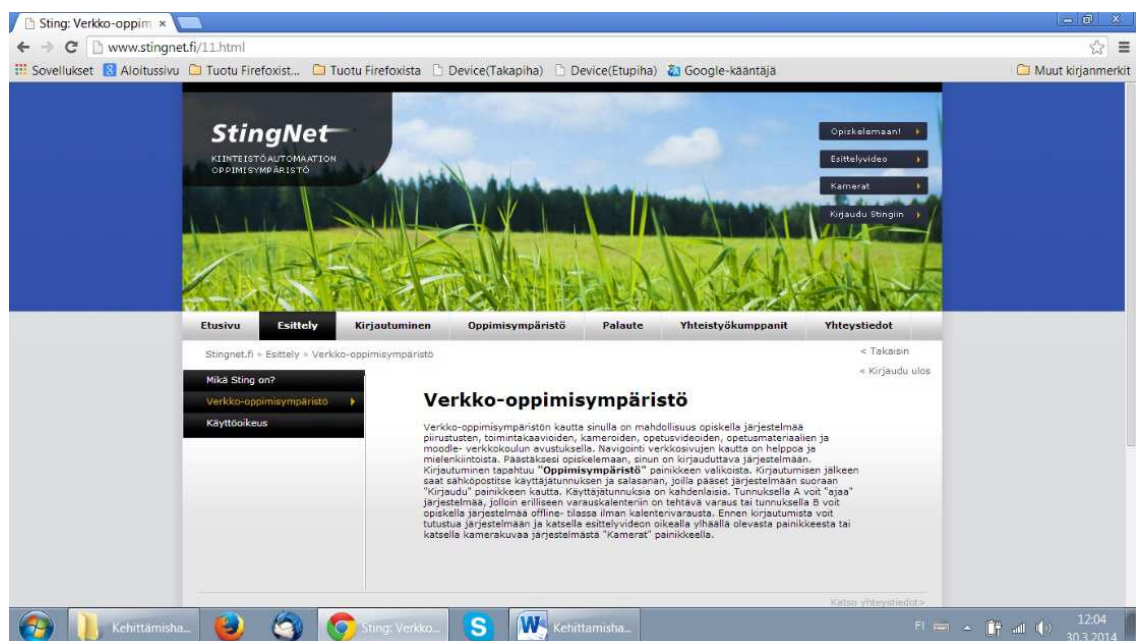 Sting: Verkko-oppim
www.stingnet.fi/11.html
Sovellukset Aloitussivu Tuotu Firefoxist... Tuotu Firefoxista Device(Takapiha) Device(Etupiha) Google-kääntäjä Muut kirjanmerkit
StingNet
KIINTEISTÖAUTOMAATION
OPPIMISYMPÄRISTÖ
Opiskelemaan!
Esittelyvideo
Kamerat
Kirjaudu Stingiin
Etusivu Esittely Kirjautuminen Oppimisympäristö Palaute Yhteistyökumppanit Yhteystiedot
Stingnet.fi » Esittely » Verkko-oppimisympäristö
< Takaisin
« Kirjaudu ulos
Mikä Sting on?
Verkko-oppimisympäristö
Käyttöoikeus
Verkko-oppimisympäristö
Verkko-oppimisympäristön kautta sinulla on mahdollisuus opiskella järjestelmää
piirustusten, toimintakaavioiden, kameroiden, opetusvideoiden, opetusmateriaalien ja
moodle- verkkokoulun avustuksella. Navigointi verkkosivujen kautta on helppoa ja
mielenkiintoista. Päästäksesi opiskelemaan, sinun on kirjauduttava järjestelmään.
Kirjautuminen tapahtuu "Oppimisympäristö" painikkeen valikoista. Kirjautumisen jälkeen
saat sähköpostitse käyttäjätunnuksen ja salasanan, joilla pääset järjestelmään suoraan
"Kirjaudu" painikkeen kautta. Käyttäjätunnuksia on kahdenlaisia. Tunnuksella A voit "ajaa"
järjestelmää, jolloin erilliseen varauskalenteriin on tehtävä varaus tai tunnuksella B voit
opiskella järjestelmää offline- tilassa ilman kalenterivarausta. Ennen kirjautumista voit
tutustua järjestelmään ja katsella esittelyvideon oikealla ylhäällä olevasta painikkeesta tai
katsella kamerakuvaa järjestelmästä "Kamerat" painikkeella.
Katso yhteystiedot>
Kehittämisha... Sting: Verkko... Kehittamisha... FI 12:04
30.3.2014